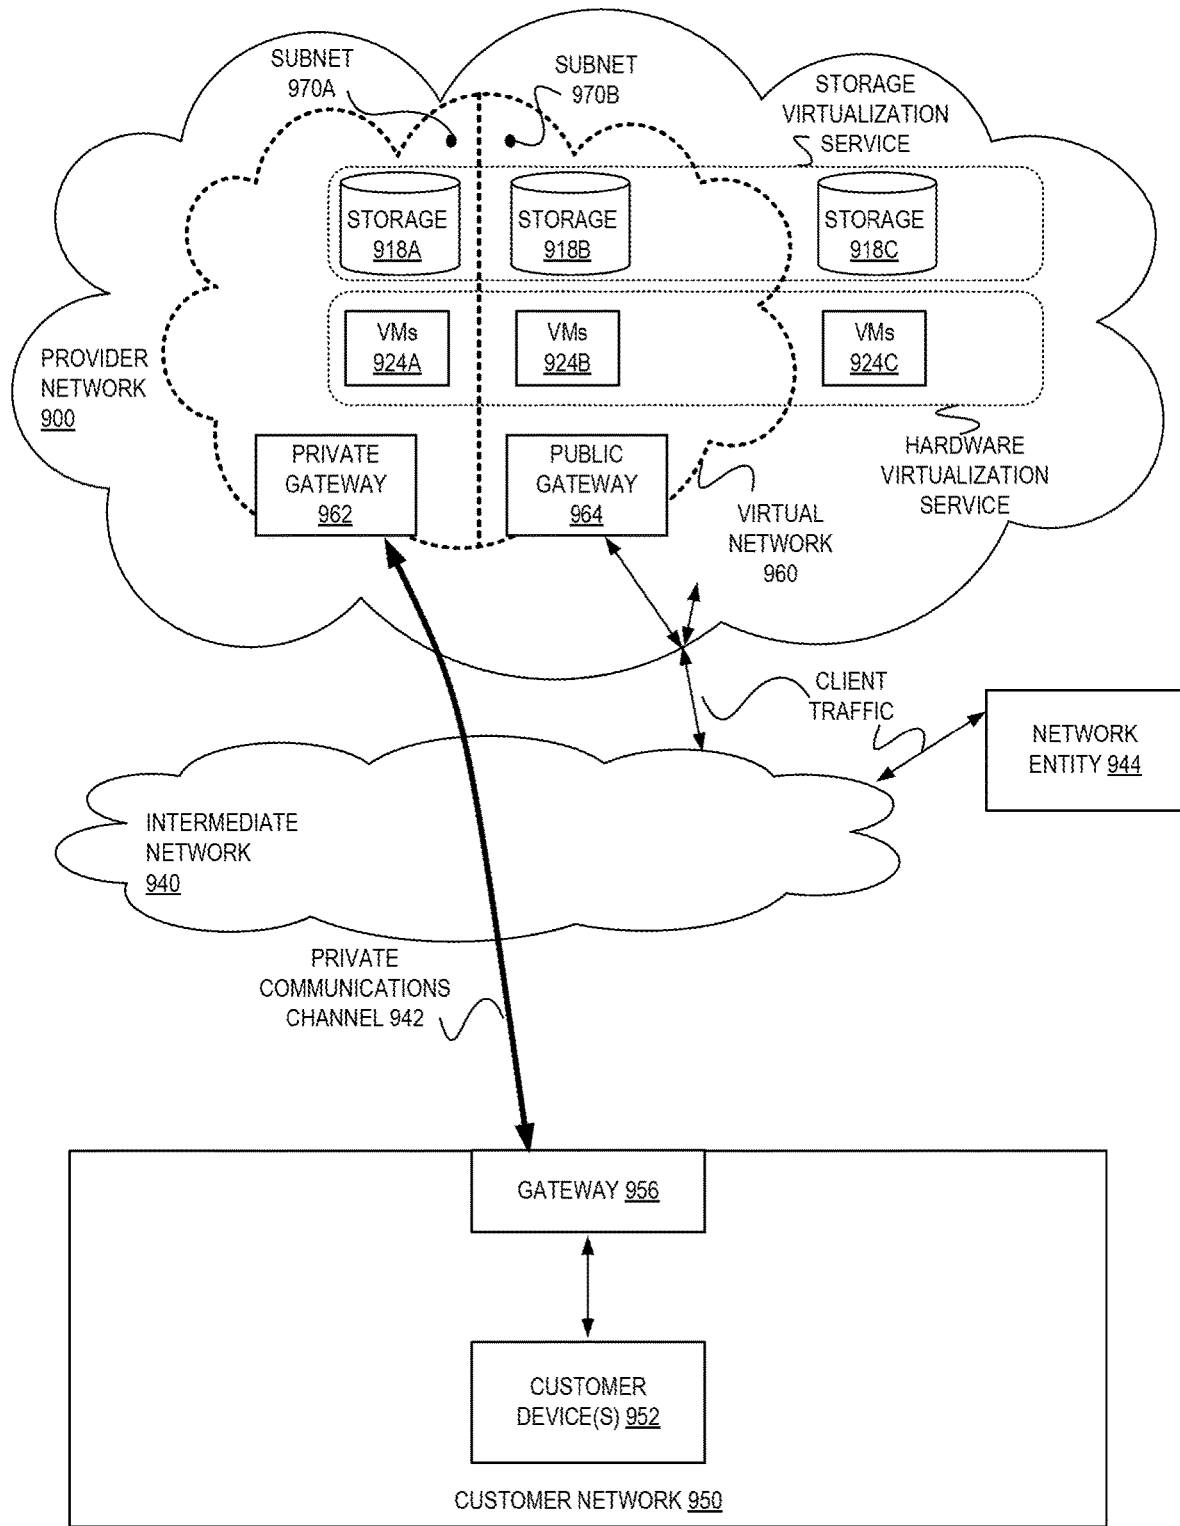 SUBNET
970A
SUBNET
970B
STORAGE
VIRTUALIZATION
SERVICE
STORAGE
918A
STORAGE
918B
STORAGE
918C
VMs
924A
VMs
924B
VMs
924C
PROVIDER
NETWORK
900
HARDWARE
VIRTUALIZATION
SERVICE
PRIVATE
GATEWAY
962
PUBLIC
GATEWAY
964
VIRTUAL
NETWORK
960
CLIENT
TRAFFIC
NETWORK
ENTITY 944
INTERMEDIATE
NETWORK
940
PRIVATE
COMMUNICATIONS
CHANNEL 942
GATEWAY 956
CUSTOMER
DEVICE(S) 952
CUSTOMER NETWORK 950